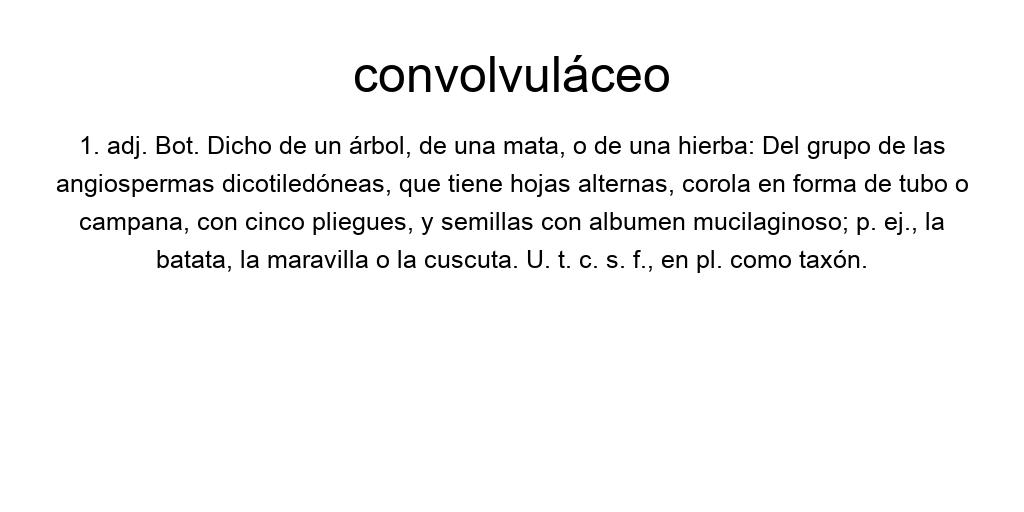 convolvuláceo
1. adj. Bot. Dicho de un árbol, de una mata, o de una hierba: Del grupo de las
angiospermas dicotiledóneas, que tiene hojas alternas, corola en forma de tubo o
campana, con cinco pliegues, y semillas con albumen mucilaginoso; p. ej., la
batata, la maravilla o la cuscuta. U. t. c. s. f., en pl. como taxón.